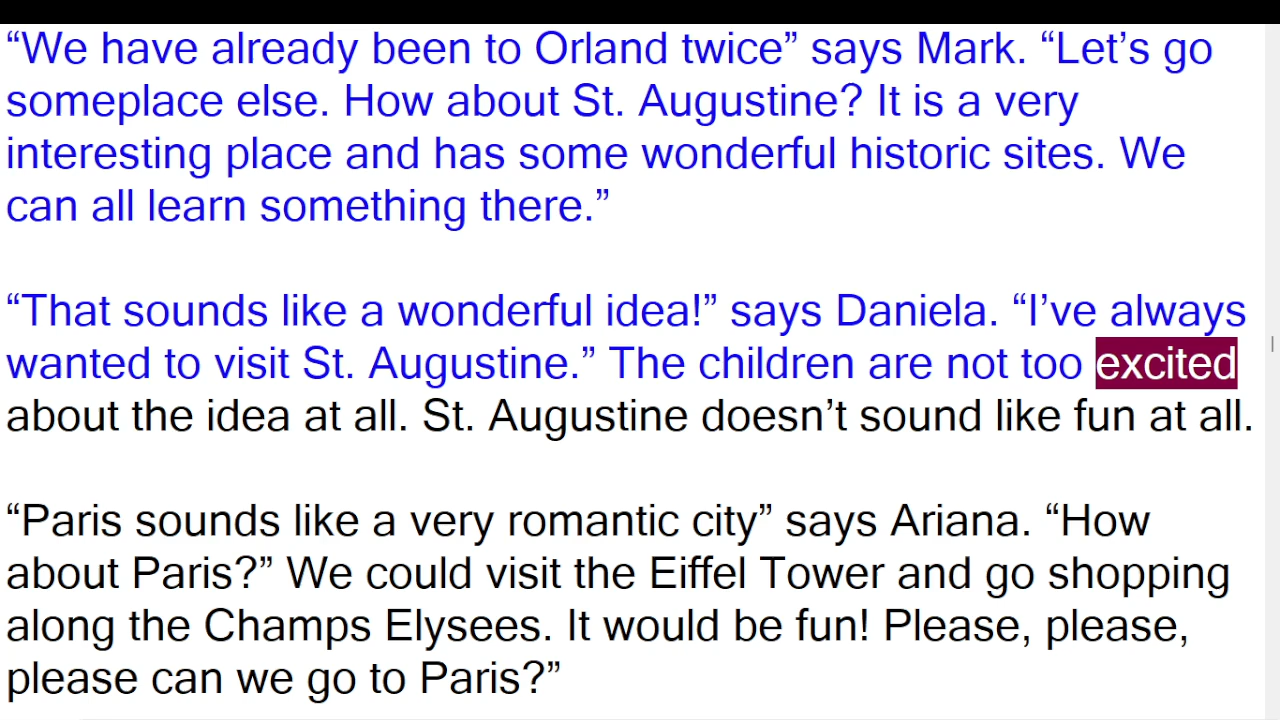 “We have already been to Orland twice” says Mark. “Let’s go
someplace else. How about St. Augustine? It is a very
interesting place and has some wonderful historic sites. We
can all learn something there.”
“That sounds like a wonderful idea!” says Daniela. “I’ve always
wanted to visit St. Augustine.” The children are not too excited
about the idea at all. St. Augustine doesn’t sound like fun at all.
“Paris sounds like a very romantic city” says Ariana. “How
about Paris?” We could visit the Eiffel Tower and go shopping
along the Champs Elysees. It would be fun! Please, please,
please can we go to Paris?”